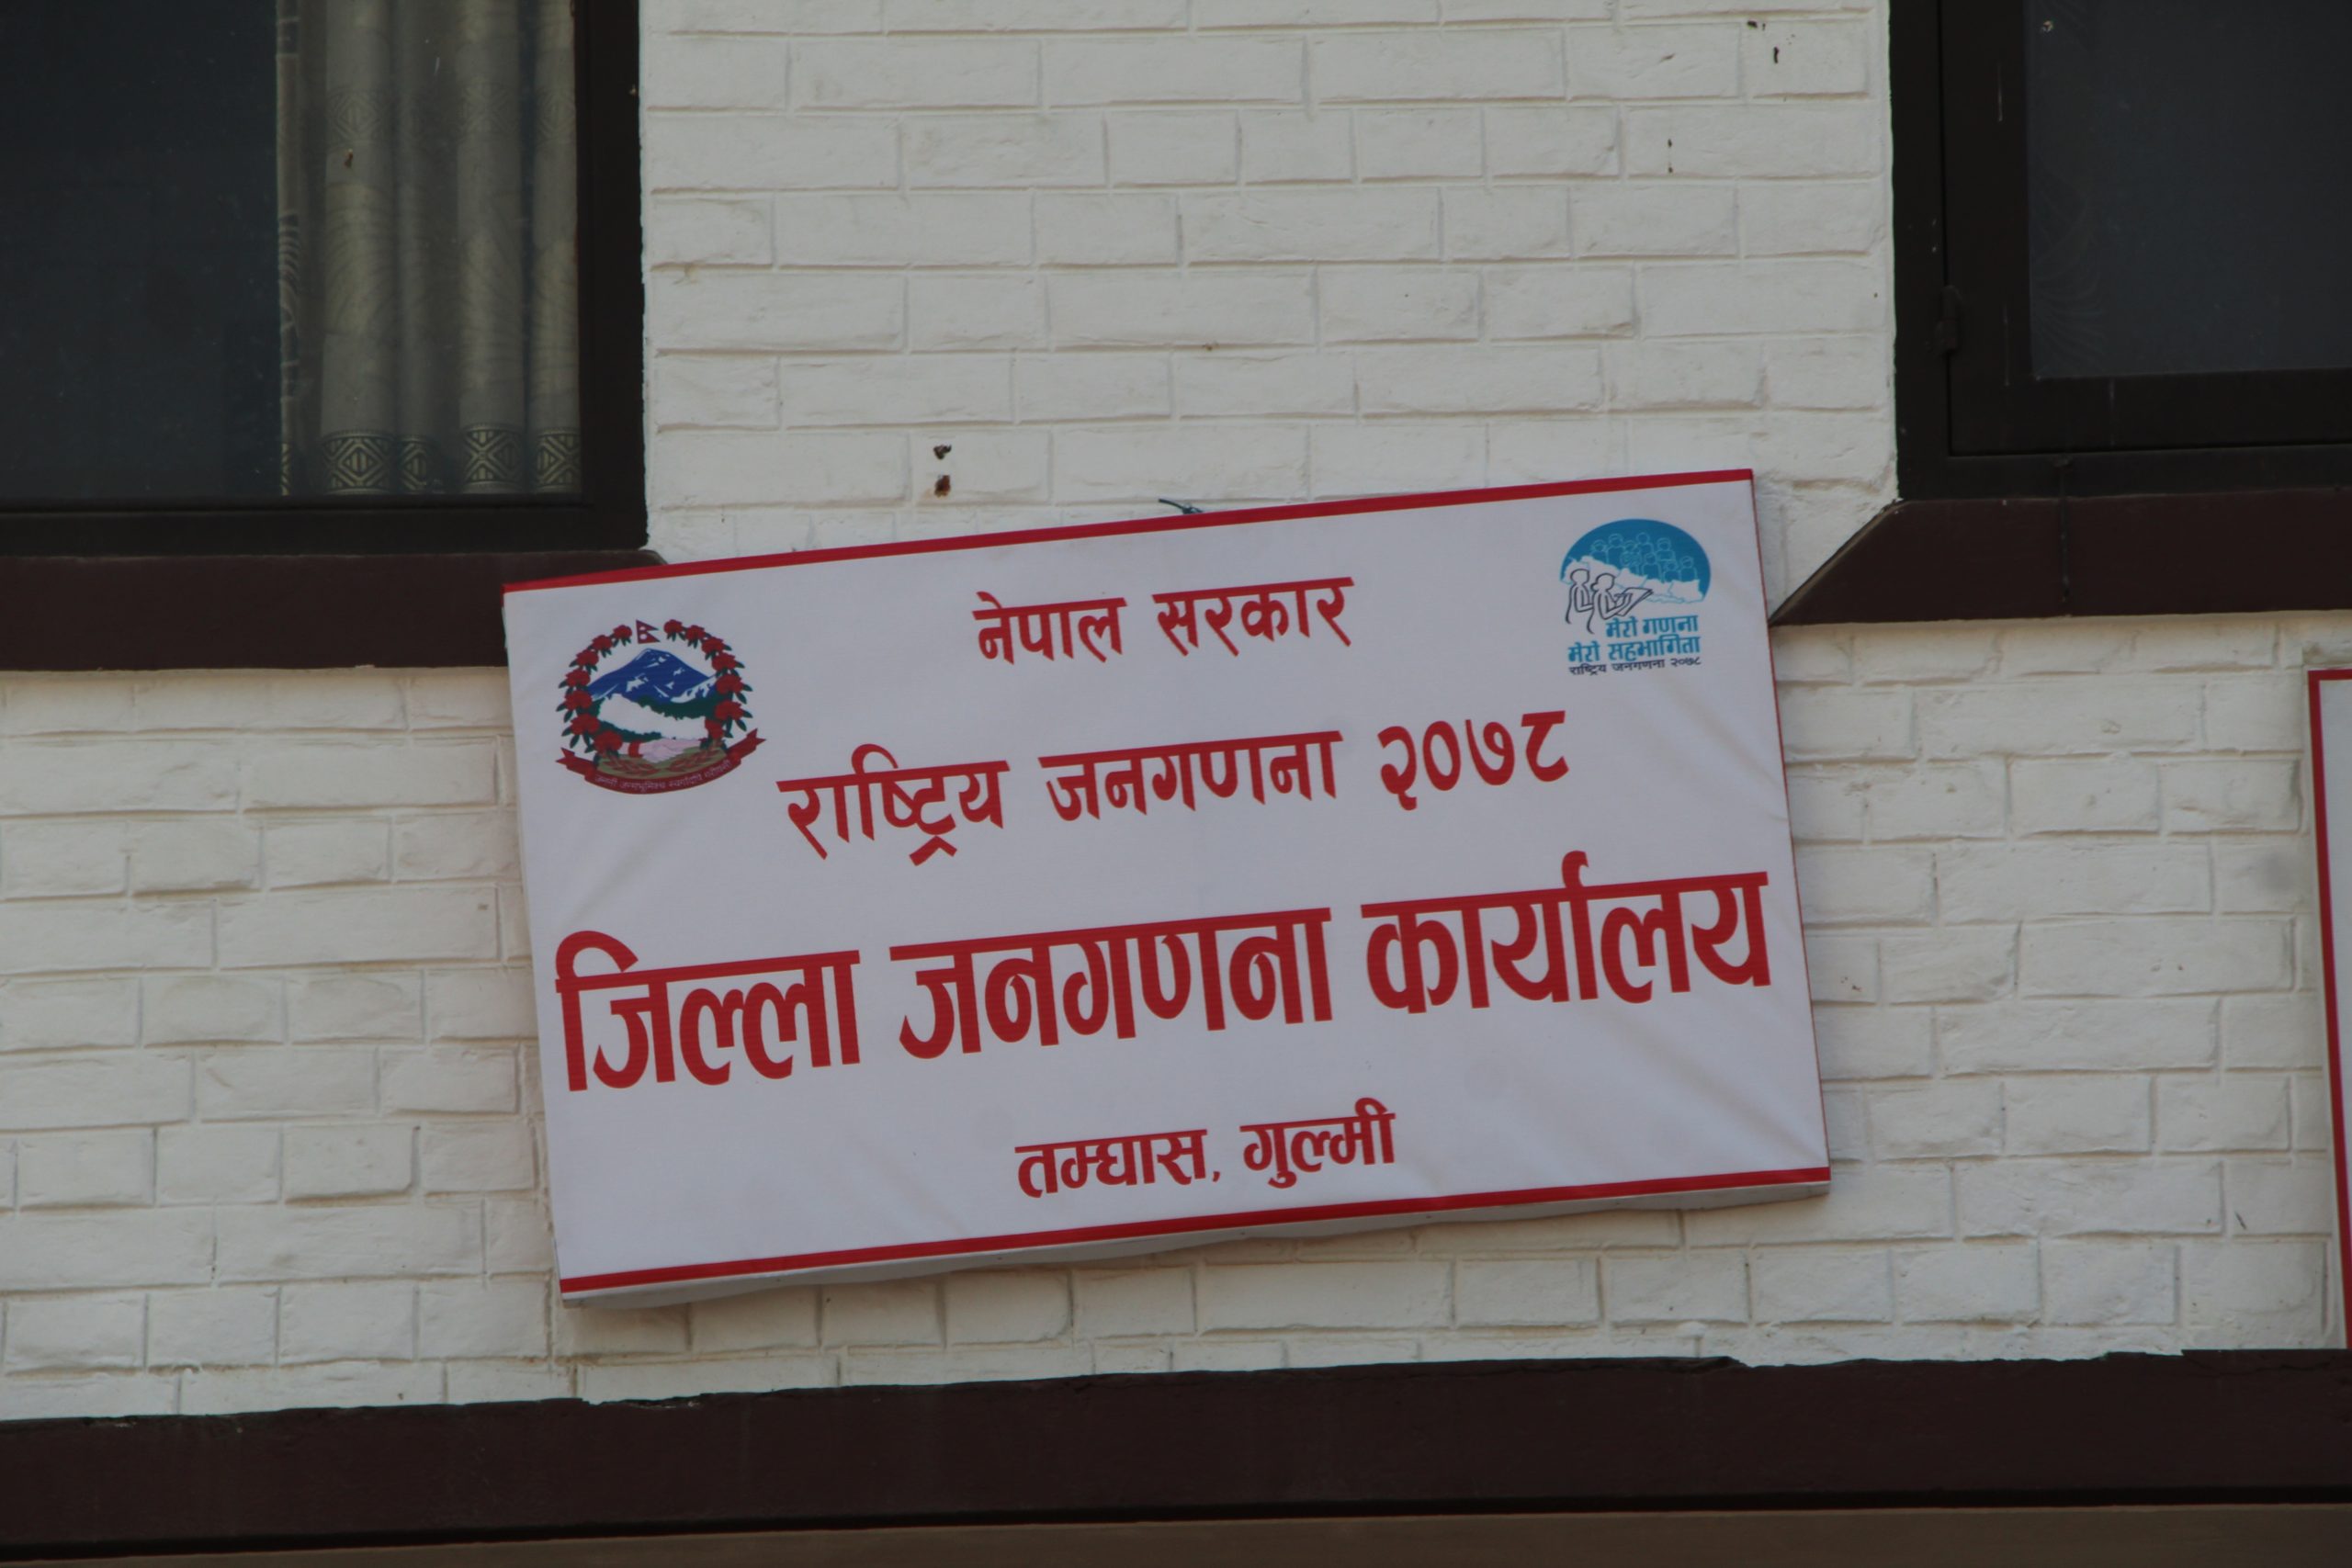 नेपाल सरकार
मेरो गणना
मेरो सहभागिता
राष्ट्रिय जनगणना २०७८
राष्ट्रिय जनगणना २०७८
जिल्ला जनगणना कार्यालय
तम्घास, गुल्मी